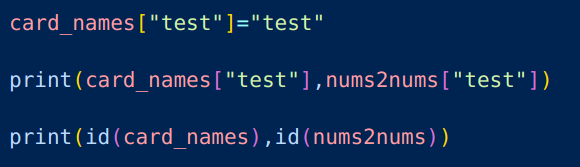 card_names["test"]="test"
print(card_names["test"],nums2nums["test"])
print(id(card_names),id(nums2nums))